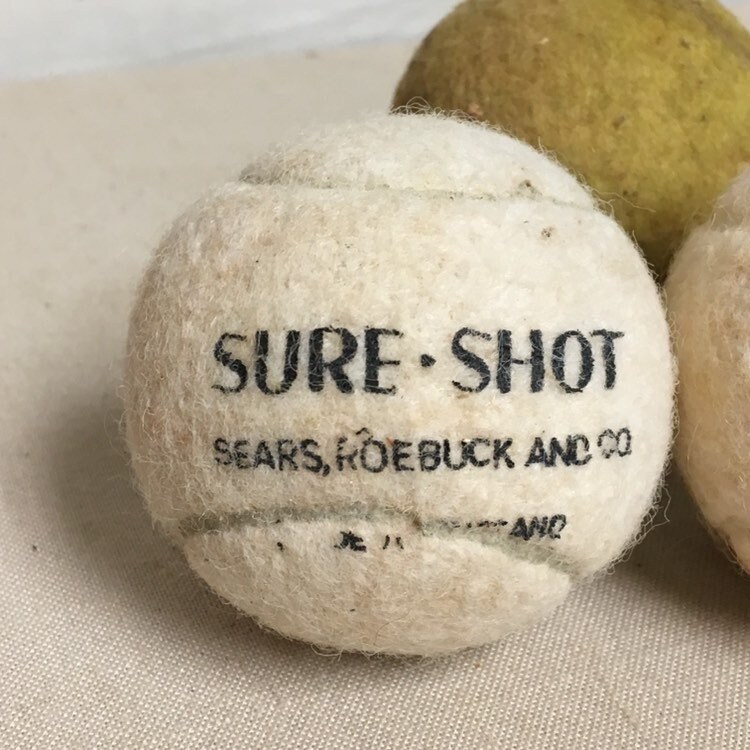 SURE·SHOT
SEARS, ROEBUCK AND CO.